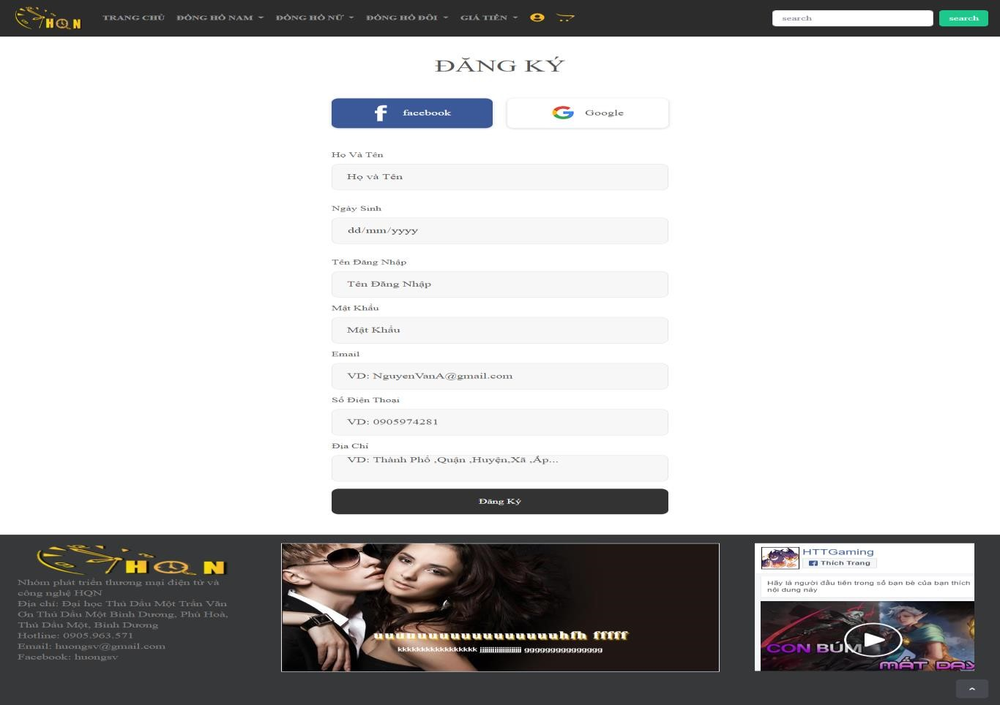 HQN
TRANG CHỦ ĐỒNG HỒ NAM ĐỒNG HỒ NỮ ĐỒNG HỒ ĐÔI GIÁ TIỀN search search
ĐĂNG KÝ
facebook Google
Họ Và Tên
Họ và Tên
Ngày Sinh
dd/mm/yyyy
Tên Đăng Nhập
Tên Đăng Nhập
Mật Khẩu
Mật Khẩu
Email
VD: NguyenVanA@gmail.com
Số Điện Thoại
VD: 0905974281
Địa Chỉ
VD: Thành Phố ,Quận ,Huyện,Xã ,Ấp...
Đăng Ký
HQN
Nhóm phát triển thương mại điện tử và
công nghệ HQN
Địa chỉ: Đại học Thủ Dầu Một Trần Văn
Ơn Thủ Dầu Một Bình Dương, Phú Hoà,
Thủ Dầu Một, Bình Dương
Hotline: 0905.963.571
Email: huongsv@gmail.com
Facebook: huongsv
uuuuuuuuuuuuuuuuuhfh fffff
kkkkkkkkkkkkkkkkk jjjjjjjjjjjjjjjjjjj gggggggggggggggg
HTTGaming
Thích Trang
Hãy là người đầu tiên trong số bạn bè của bạn thích
nội dung này
CON BÚM
MẤT DẠY